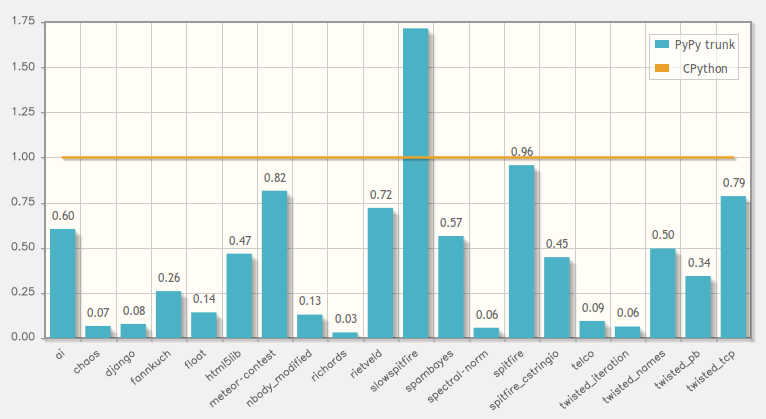 1.75
1.50
1.25
1.00
0.75
0.50
0.25
0.00
PyPy trunk
CPython
0.60
0.07
0.08
0.26
0.14
0.47
0.82
0.13
0.03
0.72
0.57
0.06
0.96
0.45
0.09
0.06
0.50
0.34
0.79
ai
chaos
django
fannkuch
float
html5lib
meteor-contest
nbody_modified
richards
rietveld
slowspitfire
spambayes
spectral-norm
spitfire
spitfire_cstringio
telco
twisted_iteration
twisted_names
twisted_pb
twisted_tcp